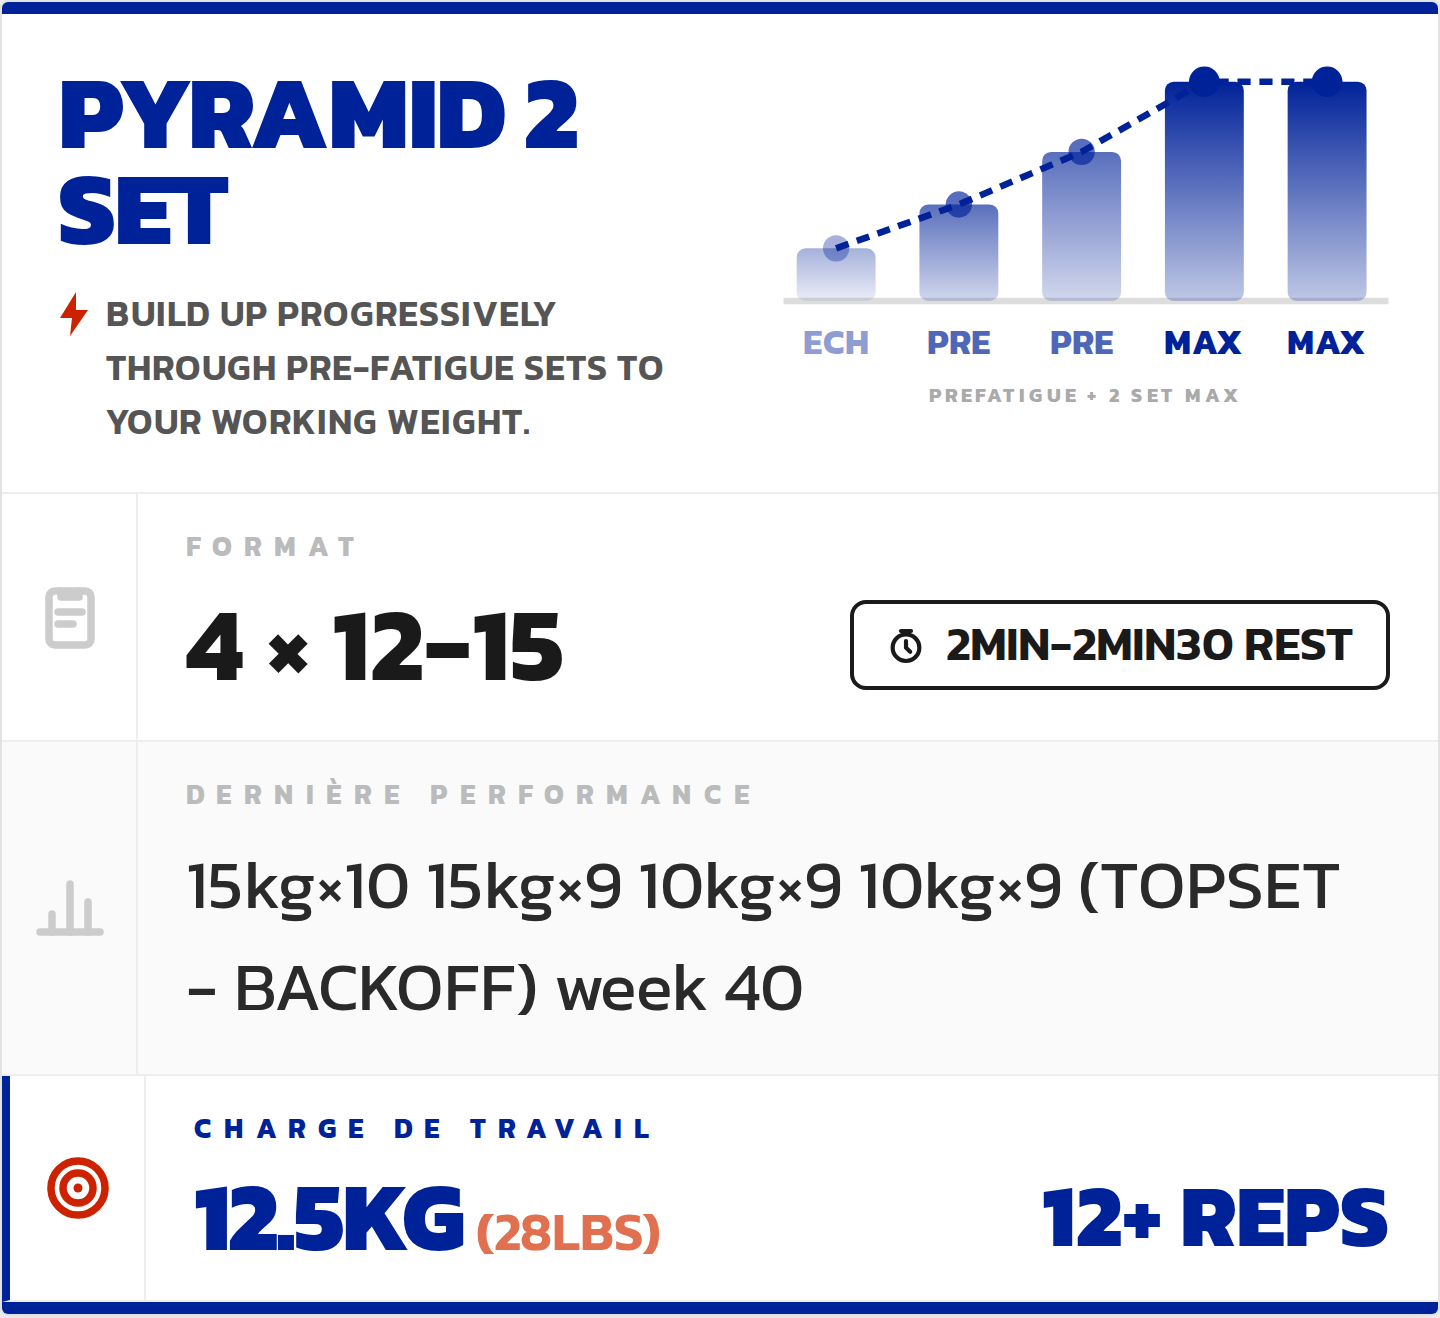 PYRAMID 2
SET
BUILD UP PROGRESSIVELY
THROUGH PRE-FATIGUE SETS TO
YOUR WORKING WEIGHT.
ECH PRE PRE MAX MAX
PREFATIGUE + 2 SET MAX
FORMAT
4 × 12-15
2MIN-2MIN30 REST
DERNIÈRE PERFORMANCE
15kg×10 15kg×9 10kg×9 10kg×9 (TOPSET
- BACKOFF) week 40
CHARGE DE TRAVAIL
12.5KG (28LBS)
12+ REPS